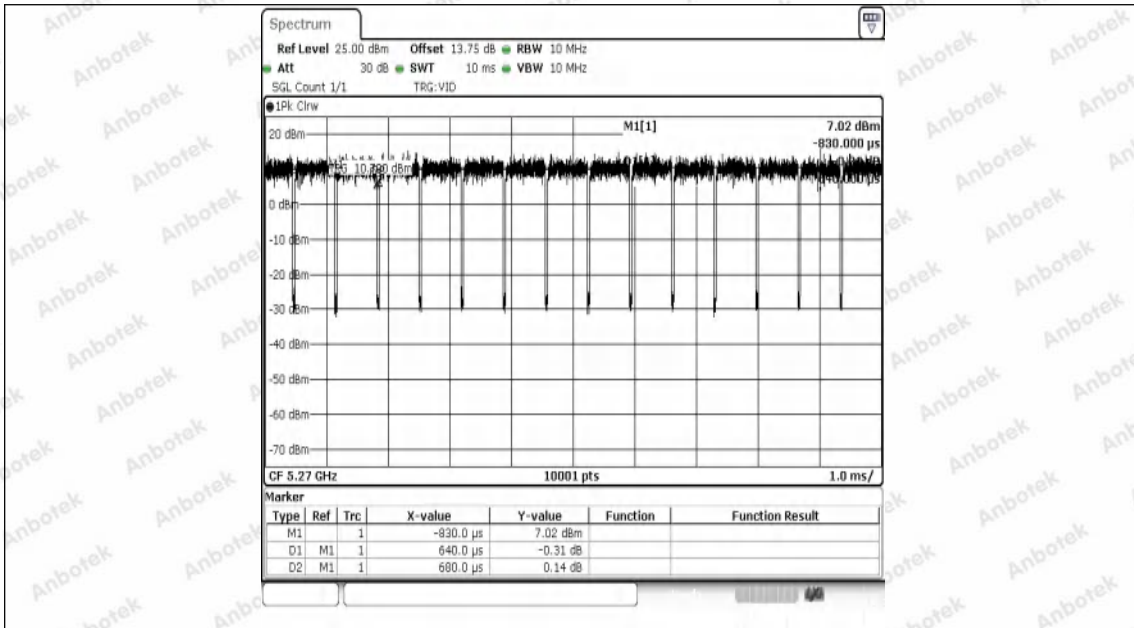 Spectrum
Ref Level 25.00 dBm Offset 13.75 dB RBW 10 MHz
Att 30 dB SWT 10 ms VBW 10 MHz
SGL Count 1/1 TRG:VID
1Pk Clrw
M1[1] 7.02 dBm
-830.000 µs
20 dBm
0 dBm
-10 dBm
-20 dBm
-30 dBm
-40 dBm
-50 dBm
-60 dBm
-70 dBm
CF 5.27 GHz 10001 pts 1.0 ms/
Marker
Type Ref Trc X-value Y-value Function Function Result
M1 1 -830.0 µs 7.02 dBm
D1 M1 1 640.0 µs -0.31 dB
D2 M1 1 680.0 µs 0.14 dB
Anbotek